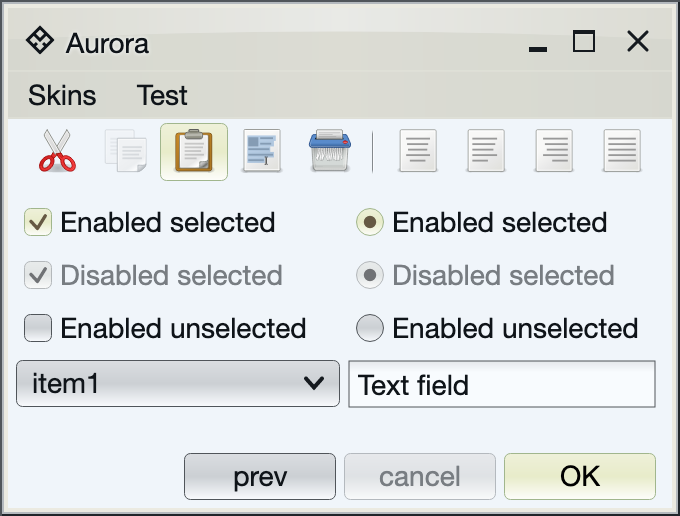 Aurora
Skins Test
Enabled selected Enabled selected
Disabled selected Disabled selected
Enabled unselected Enabled unselected
item1 Text field
prev cancel OK